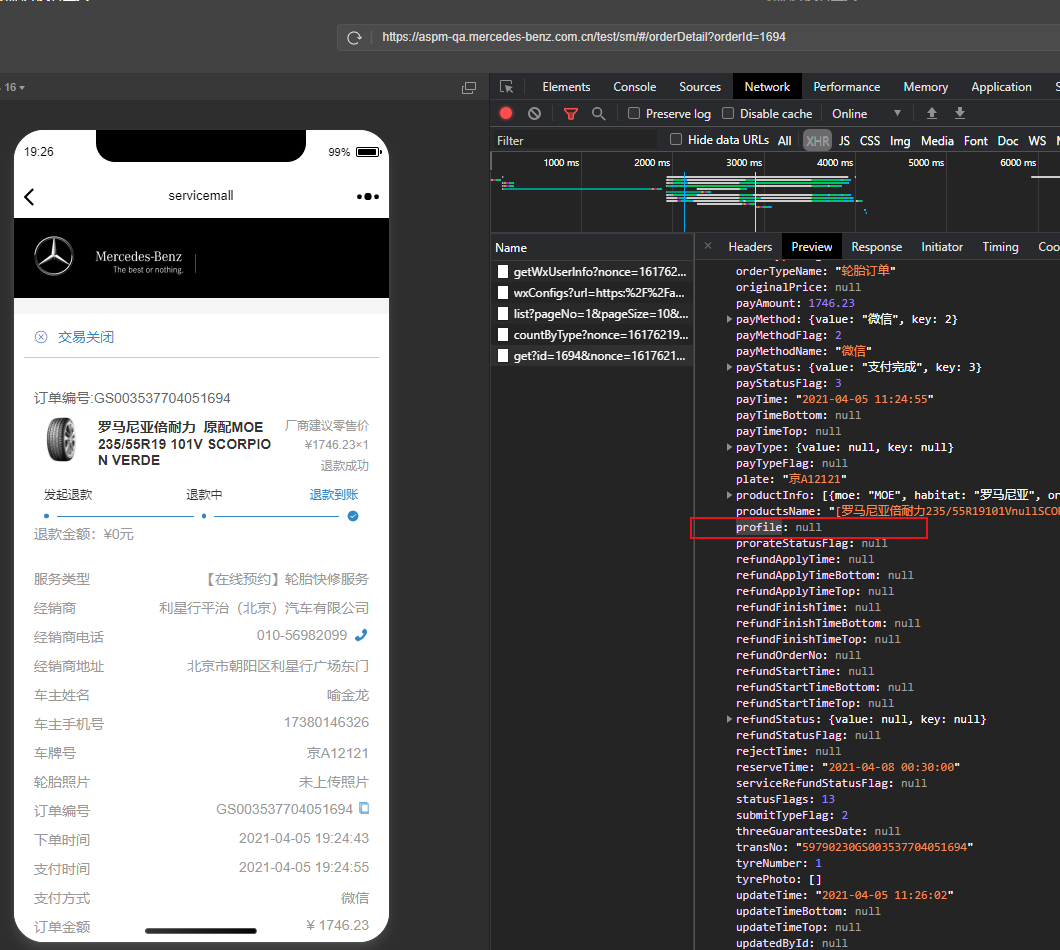 https://aspm-qa.mercedes-benz.com.cn/test/sm/#/orderDetail?orderId=1694
16
Elements Console Sources Network Performance Memory Application
Preserve log Disable cache Online
Filter Hide data URLs All XHR JS CSS Img Media Font Doc WS
1000 ms 2000 ms 3000 ms 4000 ms 5000 ms 6000 ms
19:26 99%
servicemall
Mercedes-Benz
The best or nothing.
交易关闭
订单编号:GS003537704051694
罗马尼亚倍耐力 原配MOE
235/55R19 101V SCORPIO
N VERDE
厂商建议零售价
¥1746.23×1
退款成功
发起退款 退款中 退款到账
退款金额: ¥0元
服务类型 【在线预约】轮胎快修服务
经销商 利星行平治（北京）汽车有限公司
经销商电话 010-56982099
经销商地址 北京市朝阳区利星行广场东门
车主姓名 喻金龙
车主手机号 17380146326
车牌号 京A12121
轮胎照片 未上传照片
订单编号 GS003537704051694
下单时间 2021-04-05 19:24:43
支付时间 2021-04-05 19:24:55
支付方式 微信
订单金额 ¥ 1746.23
Name
getWxUserInfo?nonce=161762...
wxConfigs?url=https:%2F%2Fa...
list?pageNo=1&pageSize=10&...
countByType?nonce=16176219...
get?id=1694&nonce=1617621...
× Headers Preview Response Initiator Timing Coo
orderTypeName: "轮胎订单"
originalPrice: null
payAmount: 1746.23
payMethod: {value: "微信", key: 2}
payMethodFlag: 2
payMethodName: "微信"
payStatus: {value: "支付完成", key: 3}
payStatusFlag: 3
payTime: "2021-04-05 11:24:55"
payTimeBottom: null
payTimeTop: null
payType: {value: null, key: null}
payTypeFlag: null
plate: "京A12121"
productInfo: [{moe: "MOE", habitat: "罗马尼亚", or
productsName: "[罗马尼亚倍耐力235/55R19101VnullSCOR
profile: null
prorateStatusFlag: null
refundApplyTime: null
refundApplyTimeBottom: null
refundApplyTimeTop: null
refundFinishTime: null
refundFinishTimeBottom: null
refundFinishTimeTop: null
refundOrderNo: null
refundStartTime: null
refundStartTimeBottom: null
refundStartTimeTop: null
refundStatus: {value: null, key: null}
refundStatusFlag: null
rejectTime: null
reserveTime: "2021-04-08 00:30:00"
serviceRefundStatusFlag: null
statusFlags: 13
submitTypeFlag: 2
threeGuaranteesDate: null
transNo: "59790230GS003537704051694"
tyreNumber: 1
tyrePhoto: []
updateTime: "2021-04-05 11:26:02"
updateTimeBottom: null
updateTimeTop: null
updatedById: null